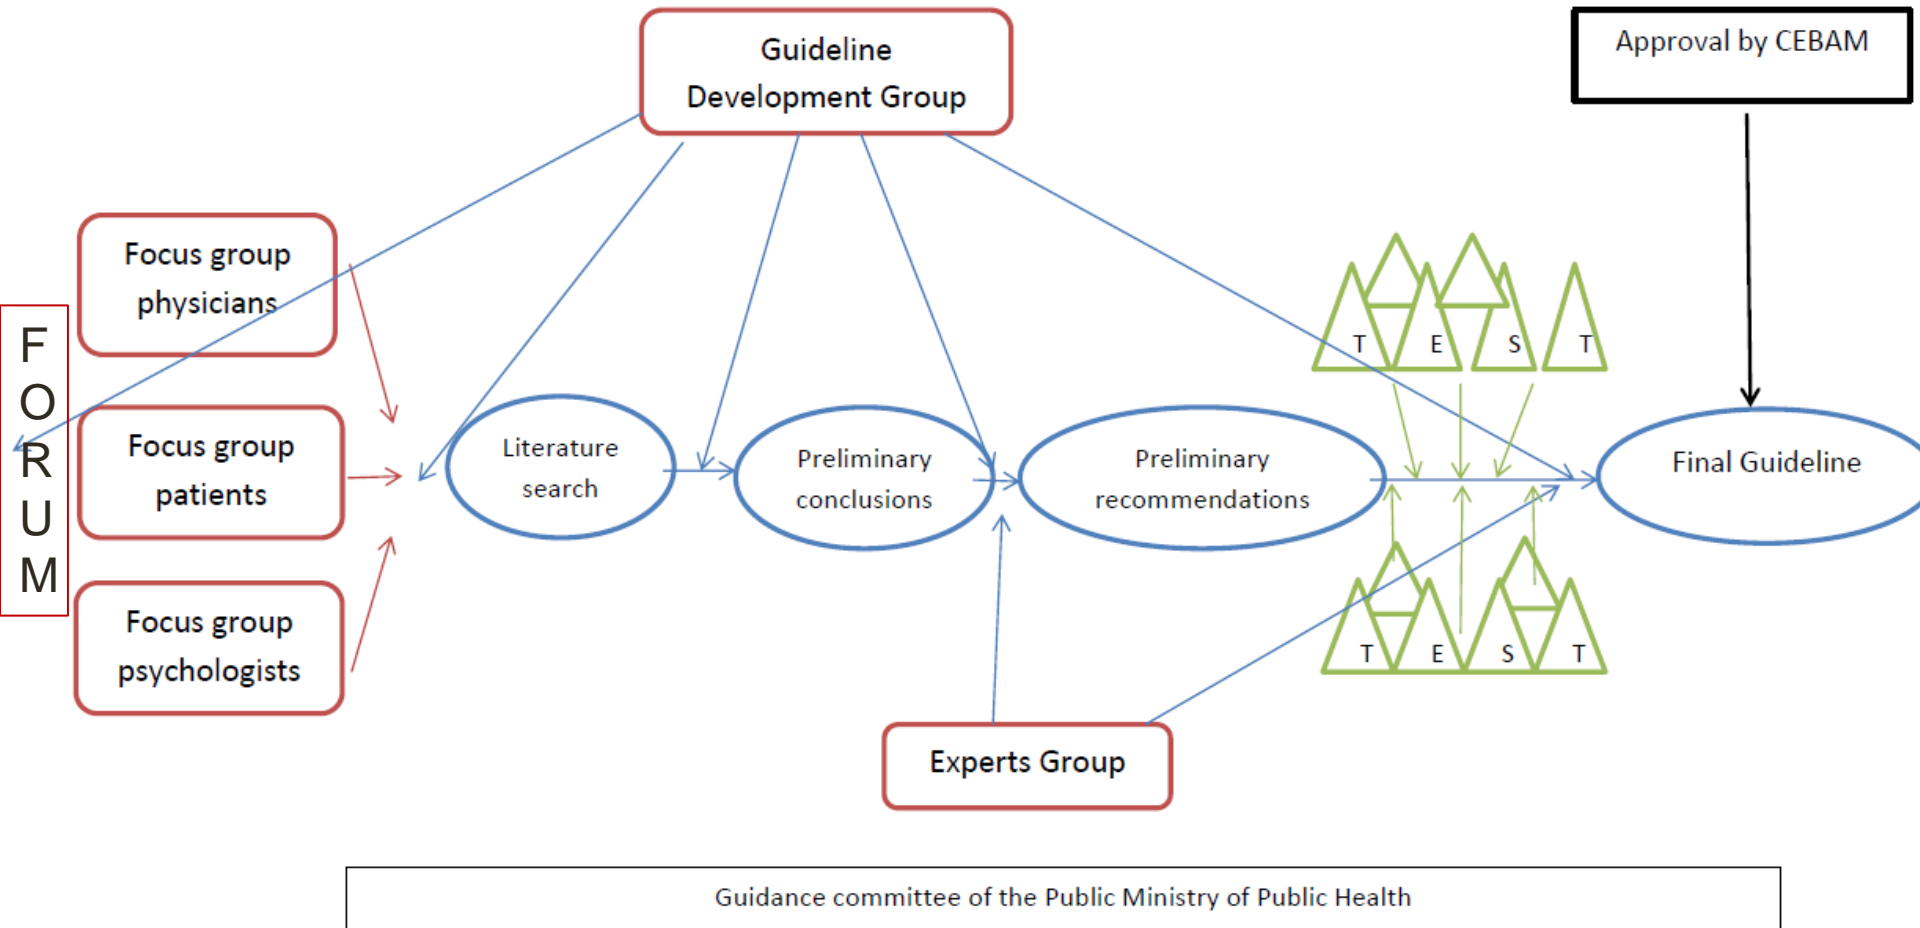 Guideline
Development Group
Approval by CEBAM
Focus group
physicians
F
O
R
U
M
T E S T
Focus group
patients
Literature
search
Preliminary
conclusions
Preliminary
recommendations
Final Guideline
Focus group
psychologists
T E S T
Experts Group
Guidance committee of the Public Ministry of Public Health